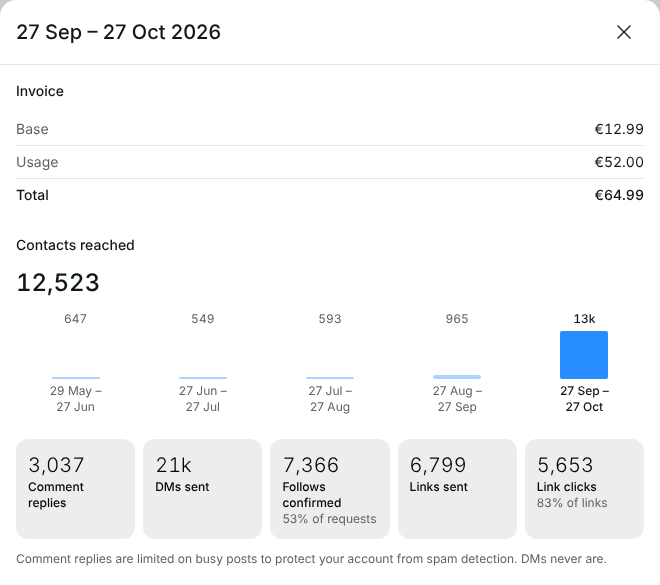 27 Sep – 27 Oct 2026
Invoice
Base €12.99
Usage €52.00
Total €64.99
Contacts reached
12,523
647 549 593 965 13k
29 May – 27 Jun – 27 Jul – 27 Aug – 27 Sep –
27 Jun 27 Jul 27 Aug 27 Sep 27 Oct
3,037
Comment
replies
21k
DMs sent
7,366
Follows
confirmed
53% of requests
6,799
Links sent
5,653
Link clicks
83% of links
Comment replies are limited on busy posts to protect your account from spam detection. DMs never are.